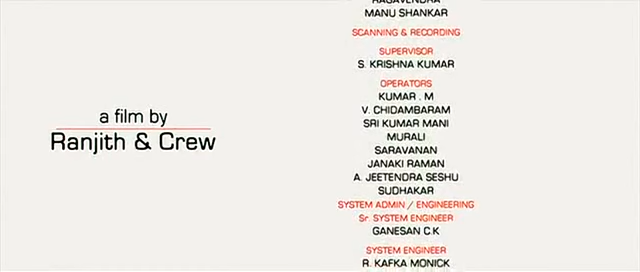 a film by
Ranjith & Crew
RAGAVENDRA
MANU SHANKAR
SCANNING & RECORDING
SUPERVISOR
S. KRISHNA KUMAR
OPERATORS
KUMAR . M
V. CHIDAMBARAM
SRI KUMAR MANI
MURALI
SARAVANAN
JANAKI RAMAN
A. JEETENDRA SESHU
SUDHAKAR
SYSTEM ADMIN / ENGINEERING
Sr. SYSTEM ENGINEER
GANESAN C.K
SYSTEM ENGINEER
R. KAFKA MONICK